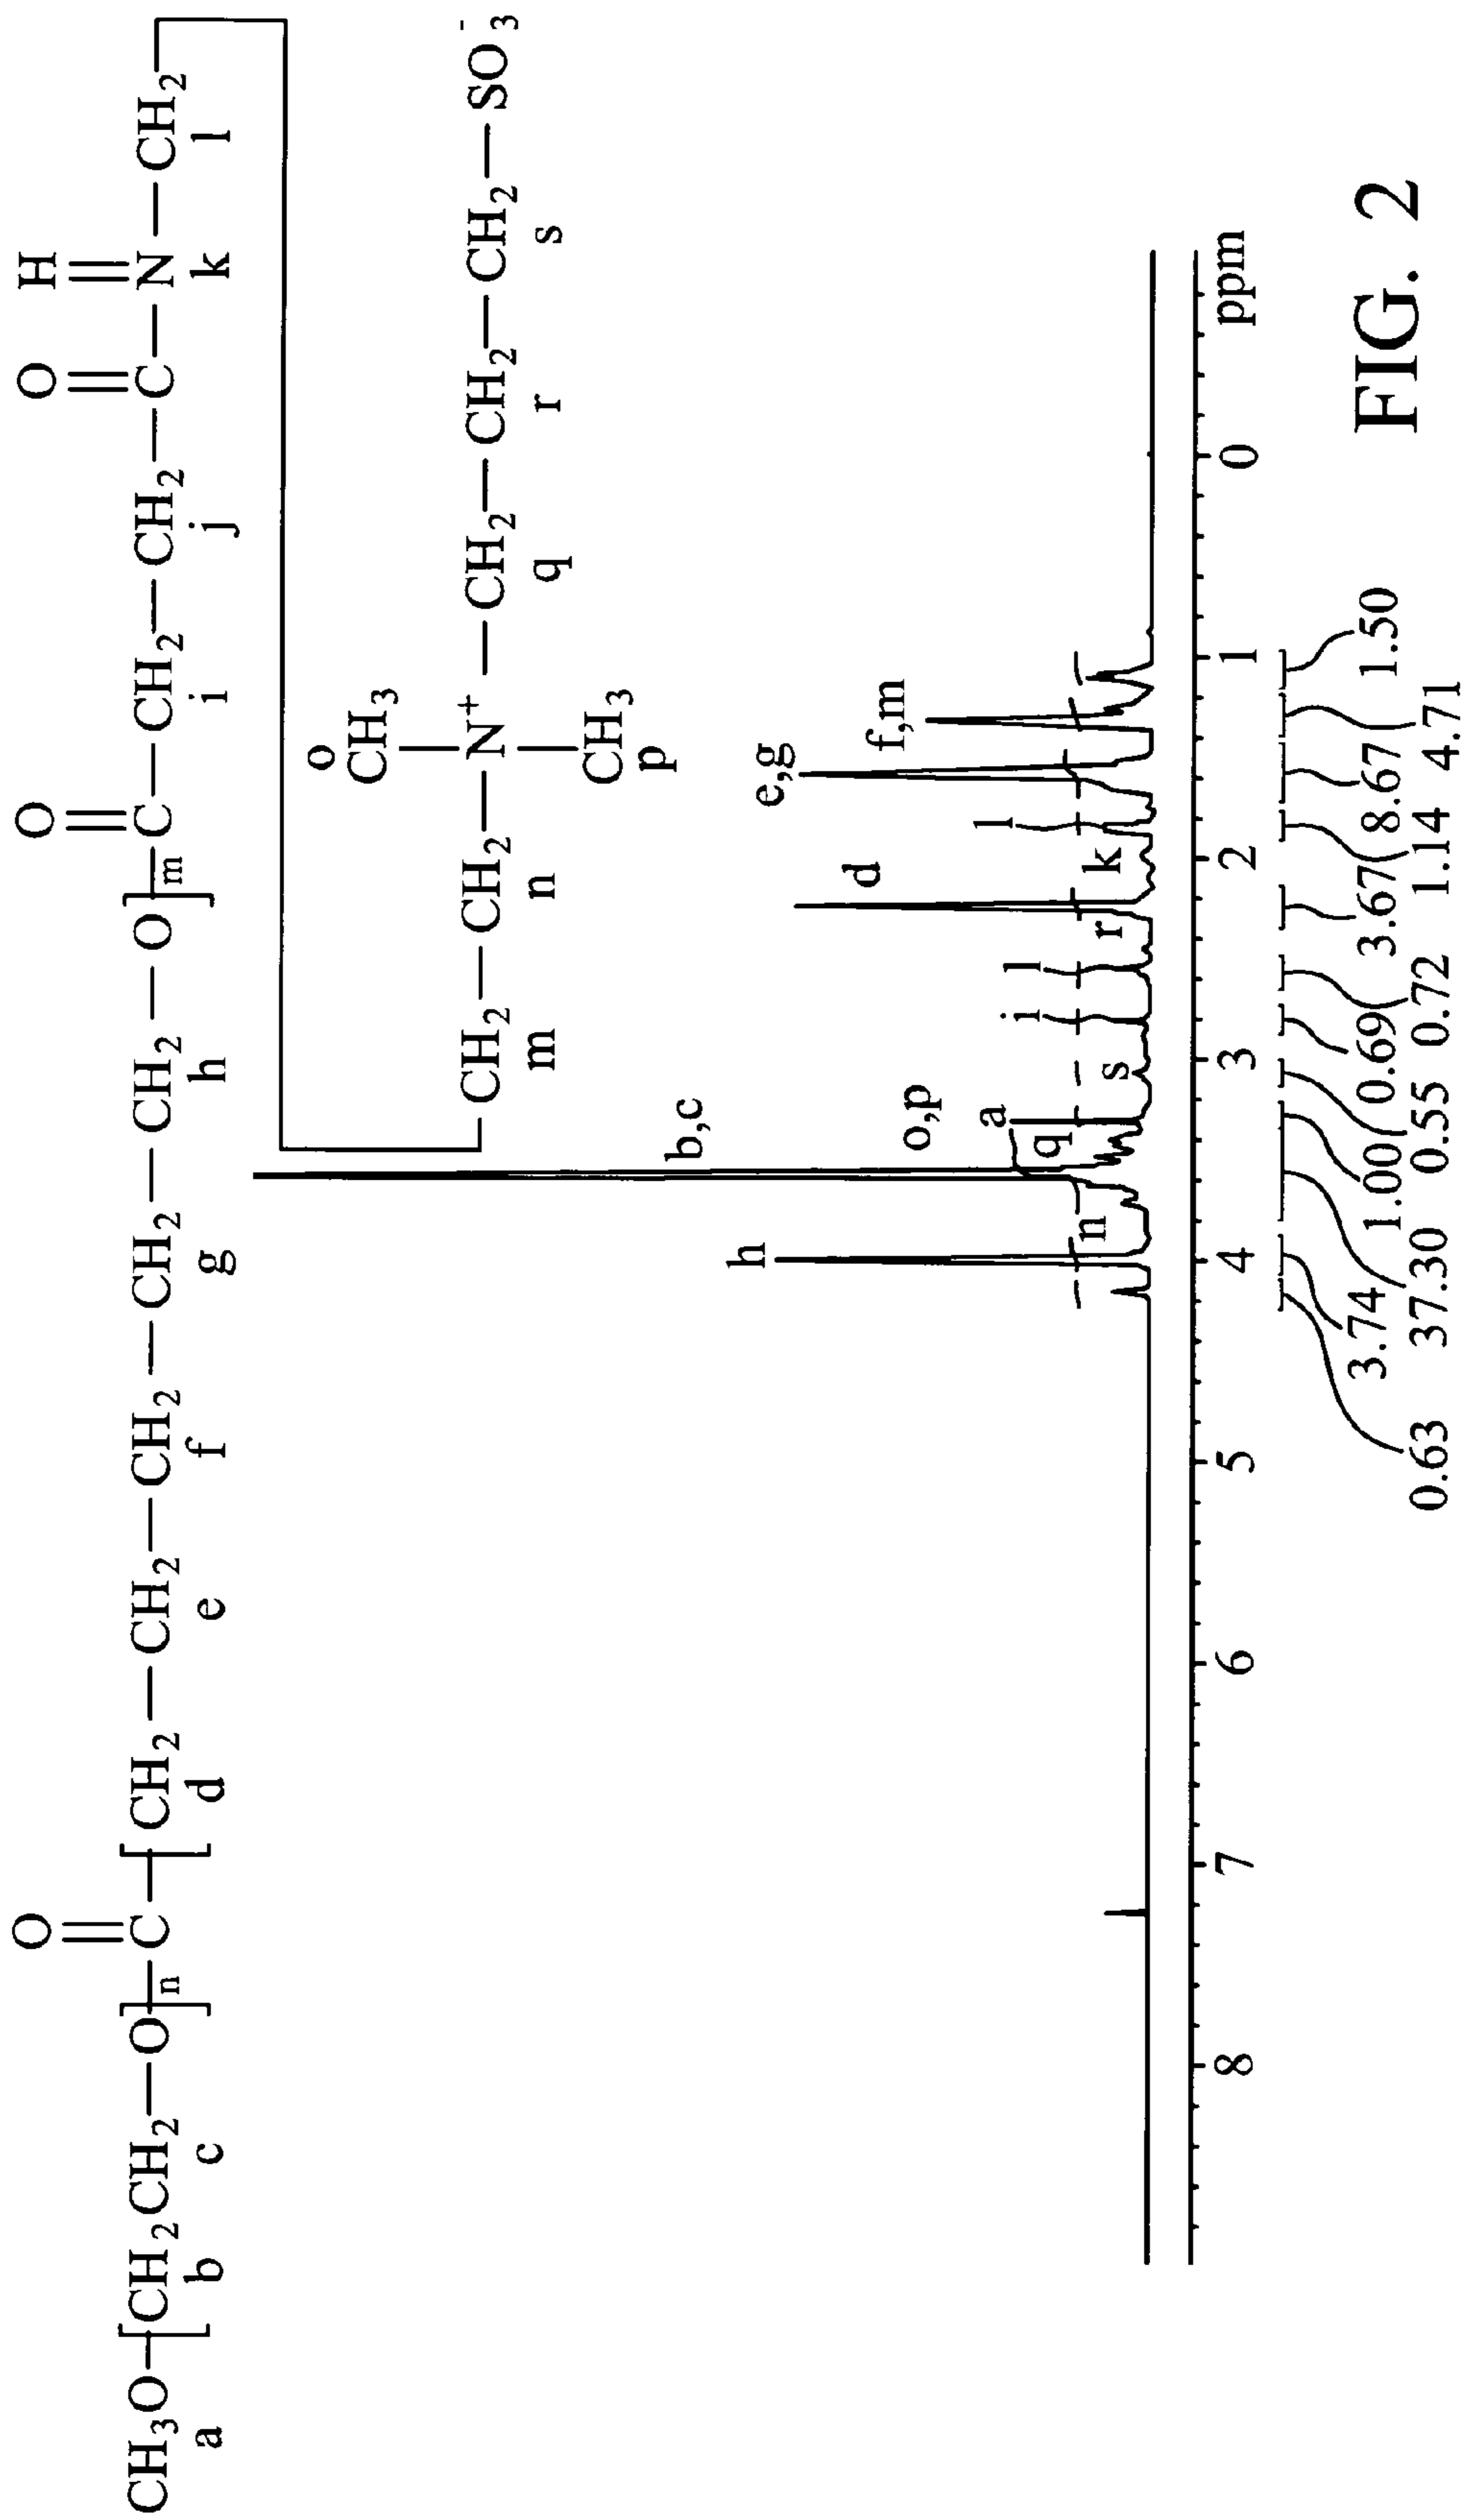 O O O H
CH3O [ CH2CH2 — O ]n C [ CH2 — CH2 — CH2 — CH2 — CH2 — O ]m C — CH2 — CH2 — C — N — CH2
a b c d e f g h i j k l
o
CH3
CH2 — CH2 — N+ — CH2 — CH2 — CH2 — SO3-
m n q r s
CH3
p
b,c
h
e,g
d
f,m
o,p
a
l
i
l
q
n
s
r
k
8 7 6 5 4 3 2 1 0 ppm
3.74 1.00 0.69 3.67 8.67 1.50
0.63 37.30 0.55 0.72 1.14 4.71
FIG. 2